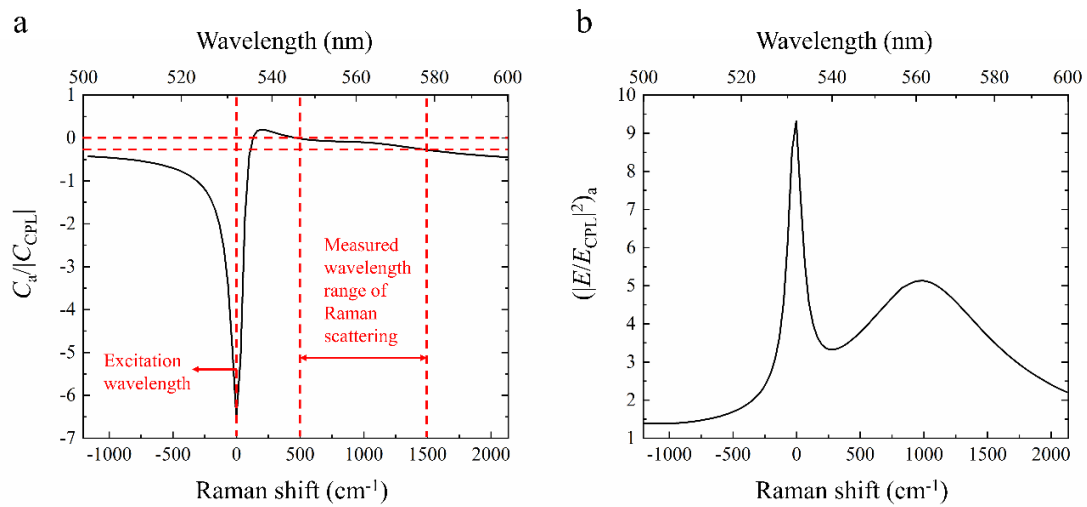 a
Wavelength (nm)
500 520 540 560 580 600
1
0
-1
-2
-3
-4
-5
-6
-7
Cₐ/|C_CPL|
Measured
wavelength
range of
Raman
scattering
Excitation
wavelength
-1000 -500 0 500 1000 1500 2000
Raman shift (cm⁻¹)
b
Wavelength (nm)
500 520 540 560 580 600
10
9
8
7
6
5
4
3
2
1
(|E/E_CPL|²)ₐ
-1000 -500 0 500 1000 1500 2000
Raman shift (cm⁻¹)